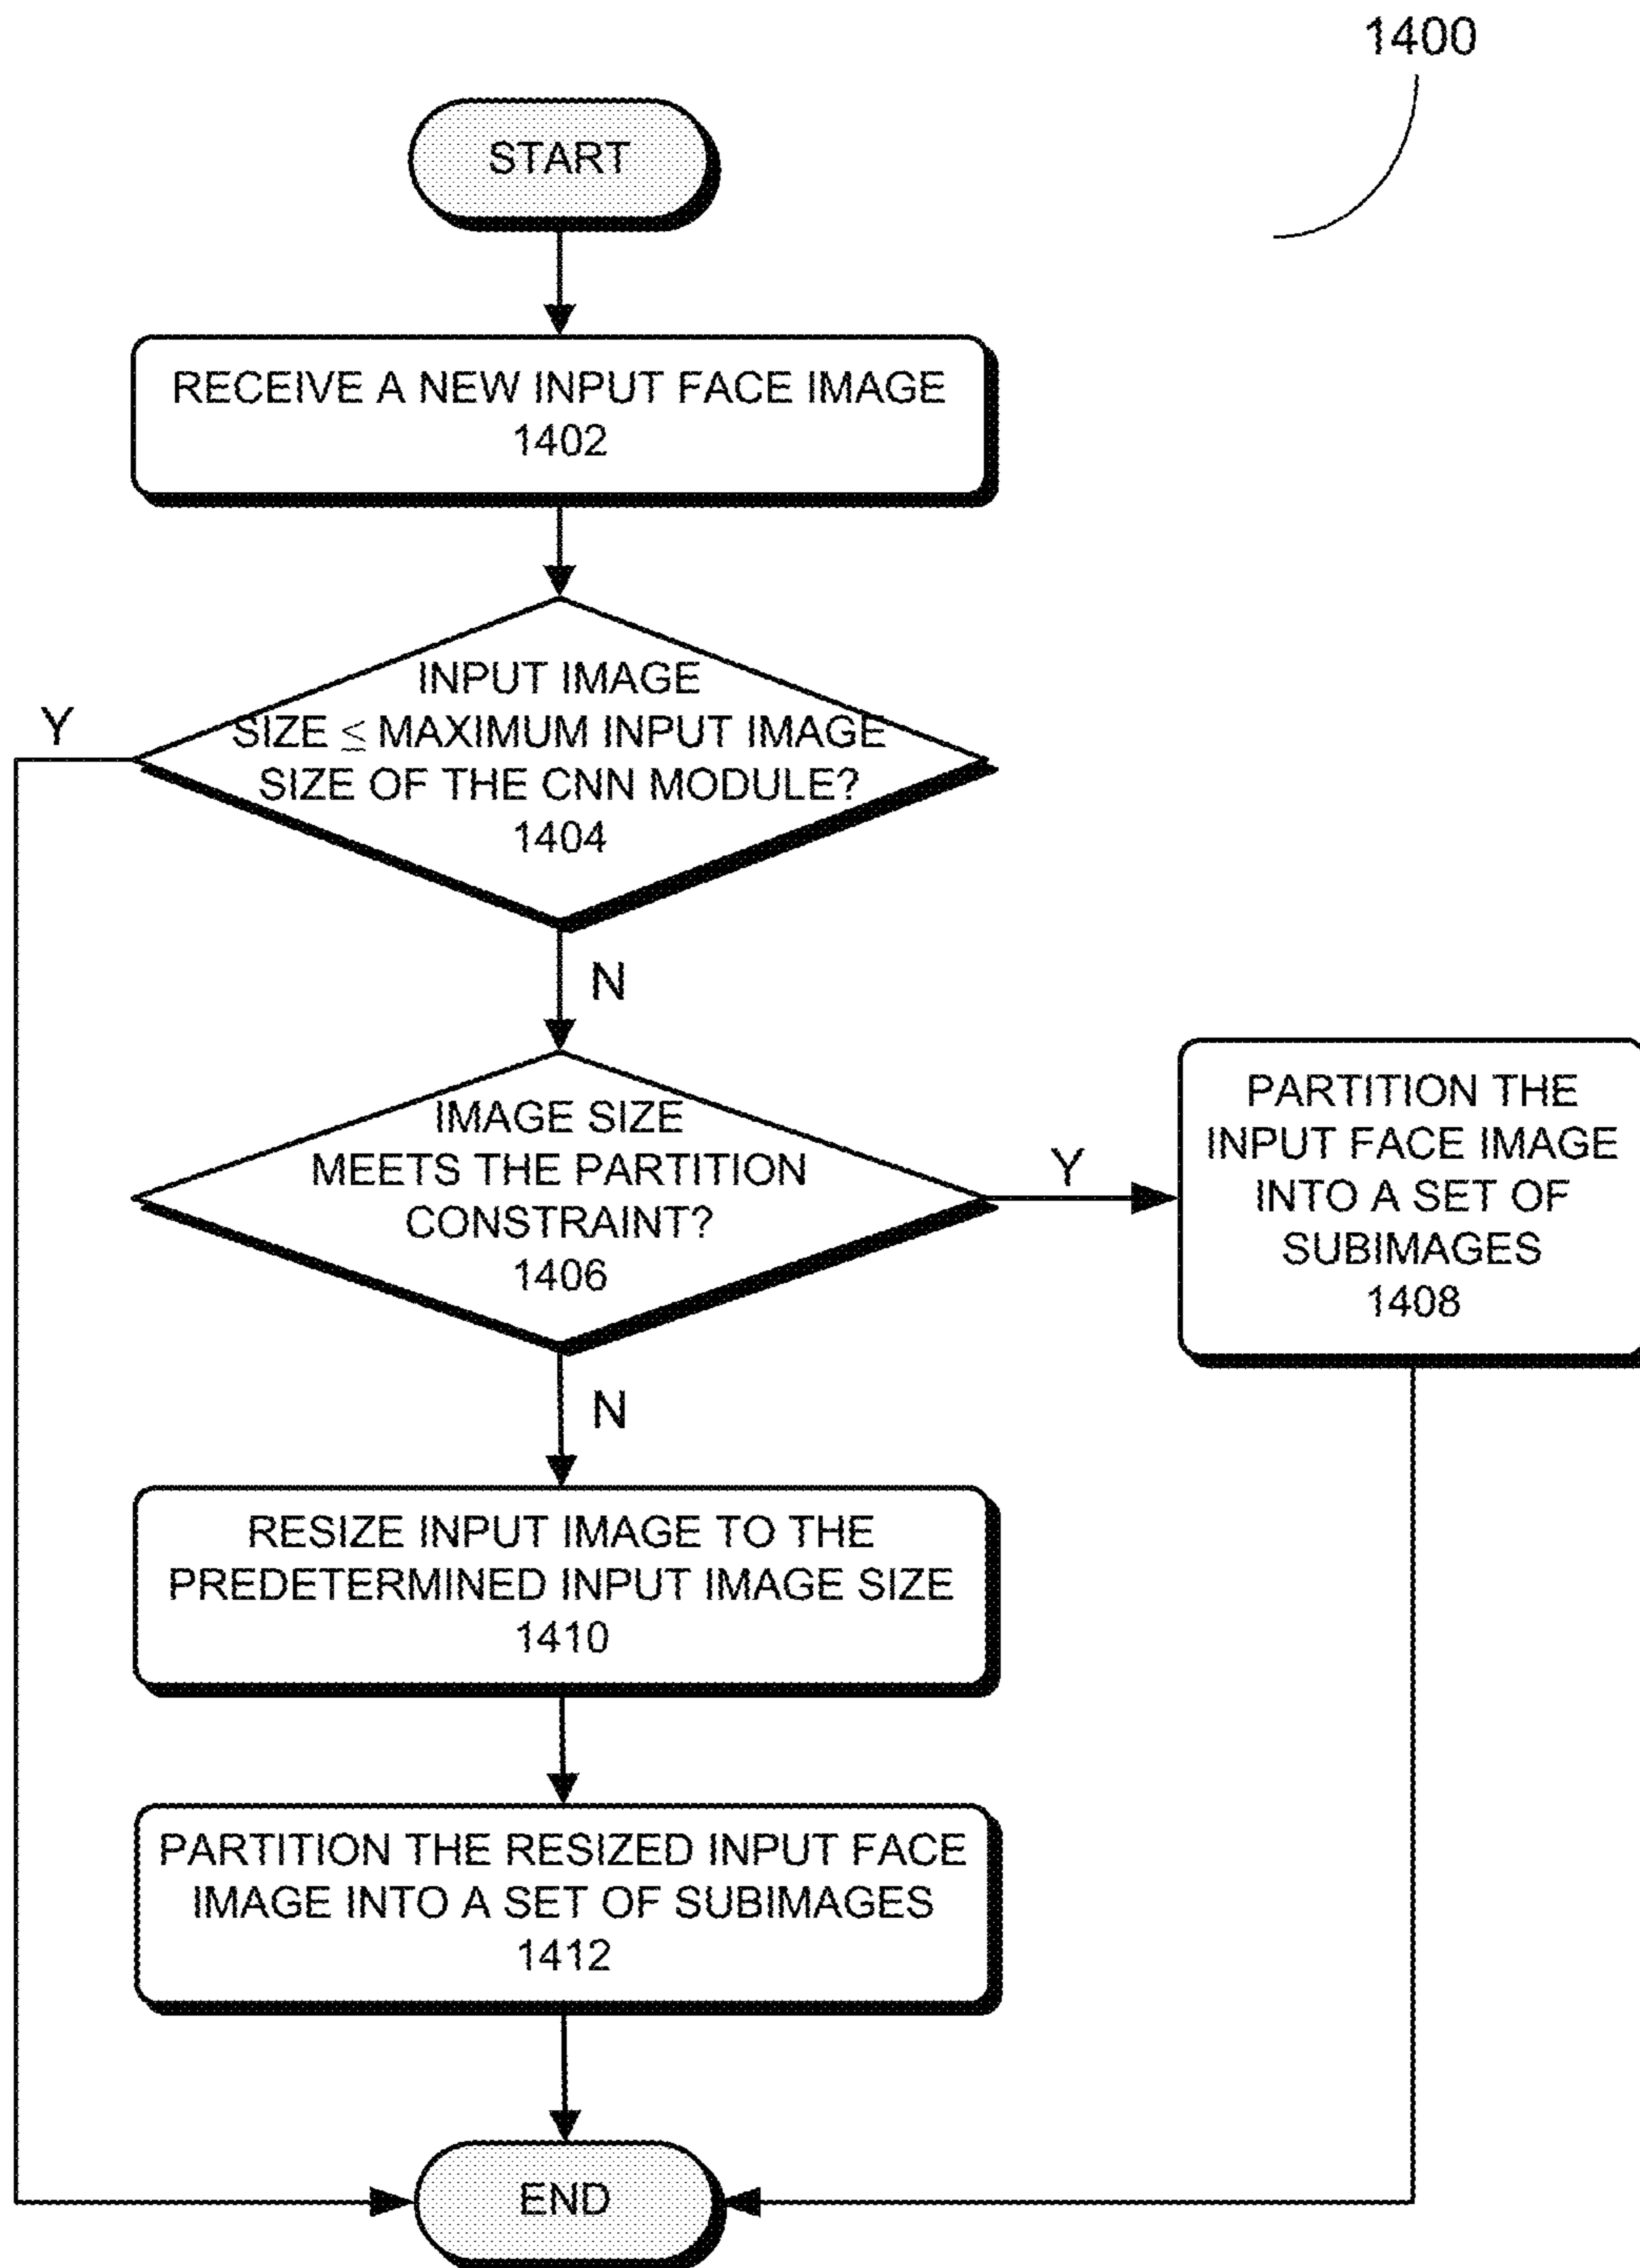 1400
START
RECEIVE A NEW INPUT FACE IMAGE
1402
INPUT IMAGE
SIZE ≤ MAXIMUM INPUT IMAGE
SIZE OF THE CNN MODULE?
1404
Y
N
IMAGE SIZE
MEETS THE PARTITION
CONSTRAINT?
1406
Y
PARTITION THE
INPUT FACE IMAGE
INTO A SET OF
SUBIMAGES
1408
N
RESIZE INPUT IMAGE TO THE
PREDETERMINED INPUT IMAGE SIZE
1410
PARTITION THE RESIZED INPUT FACE
IMAGE INTO A SET OF SUBIMAGES
1412
END